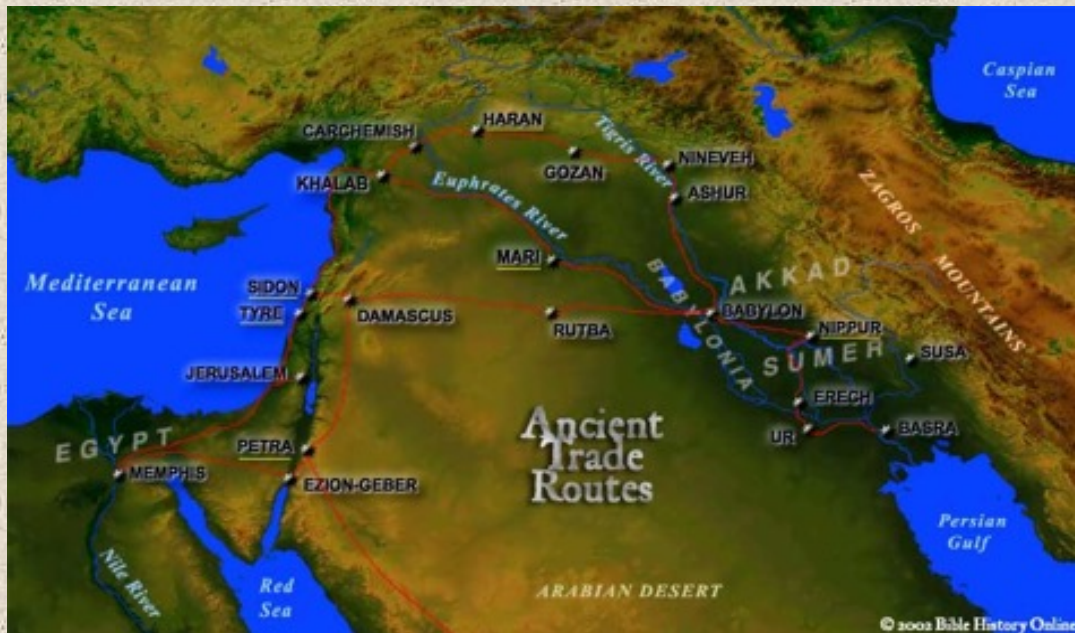 Caspian
Sea
HARAN
CARCHEMISH
Tigris River
NINEVEH
GOZAN
KHALAB
Euphrates River
ASHUR
ZAGROS
MOUNTAINS
Mediterranean
Sea
MARI
AKKAD
SIDON
TYRE
DAMASCUS
RUTBA
BABYLONIA
BABYLON
NIPPUR
SUMER
SUSA
JERUSALEM
ERECH
Ancient
Trade
Routes
UR
BASRA
EGYPT
PETRA
MEMPHIS
EZION-GEBER
Persian
Gulf
Nile River
Red
Sea
ARABIAN DESERT
© 2002 Bible History Online